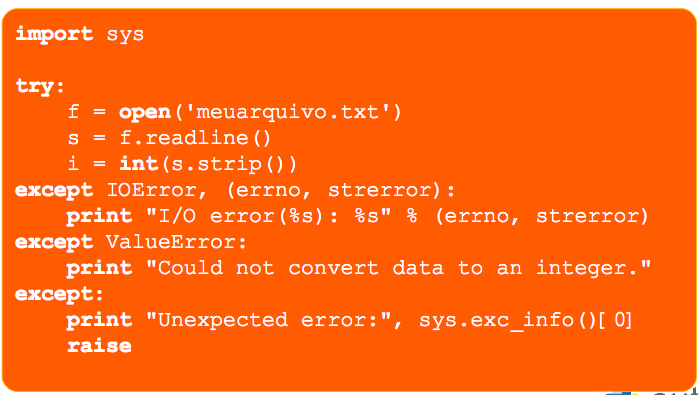 import sys
try:
    f = open('meuarquivo.txt')
    s = f.readline()
    i = int(s.strip())
except IOError, (errno, strerror):
    print "I/O error(%s): %s" % (errno, strerror)
except ValueError:
    print "Could not convert data to an integer."
except:
    print "Unexpected error:", sys.exc_info()[ 0]
    raise